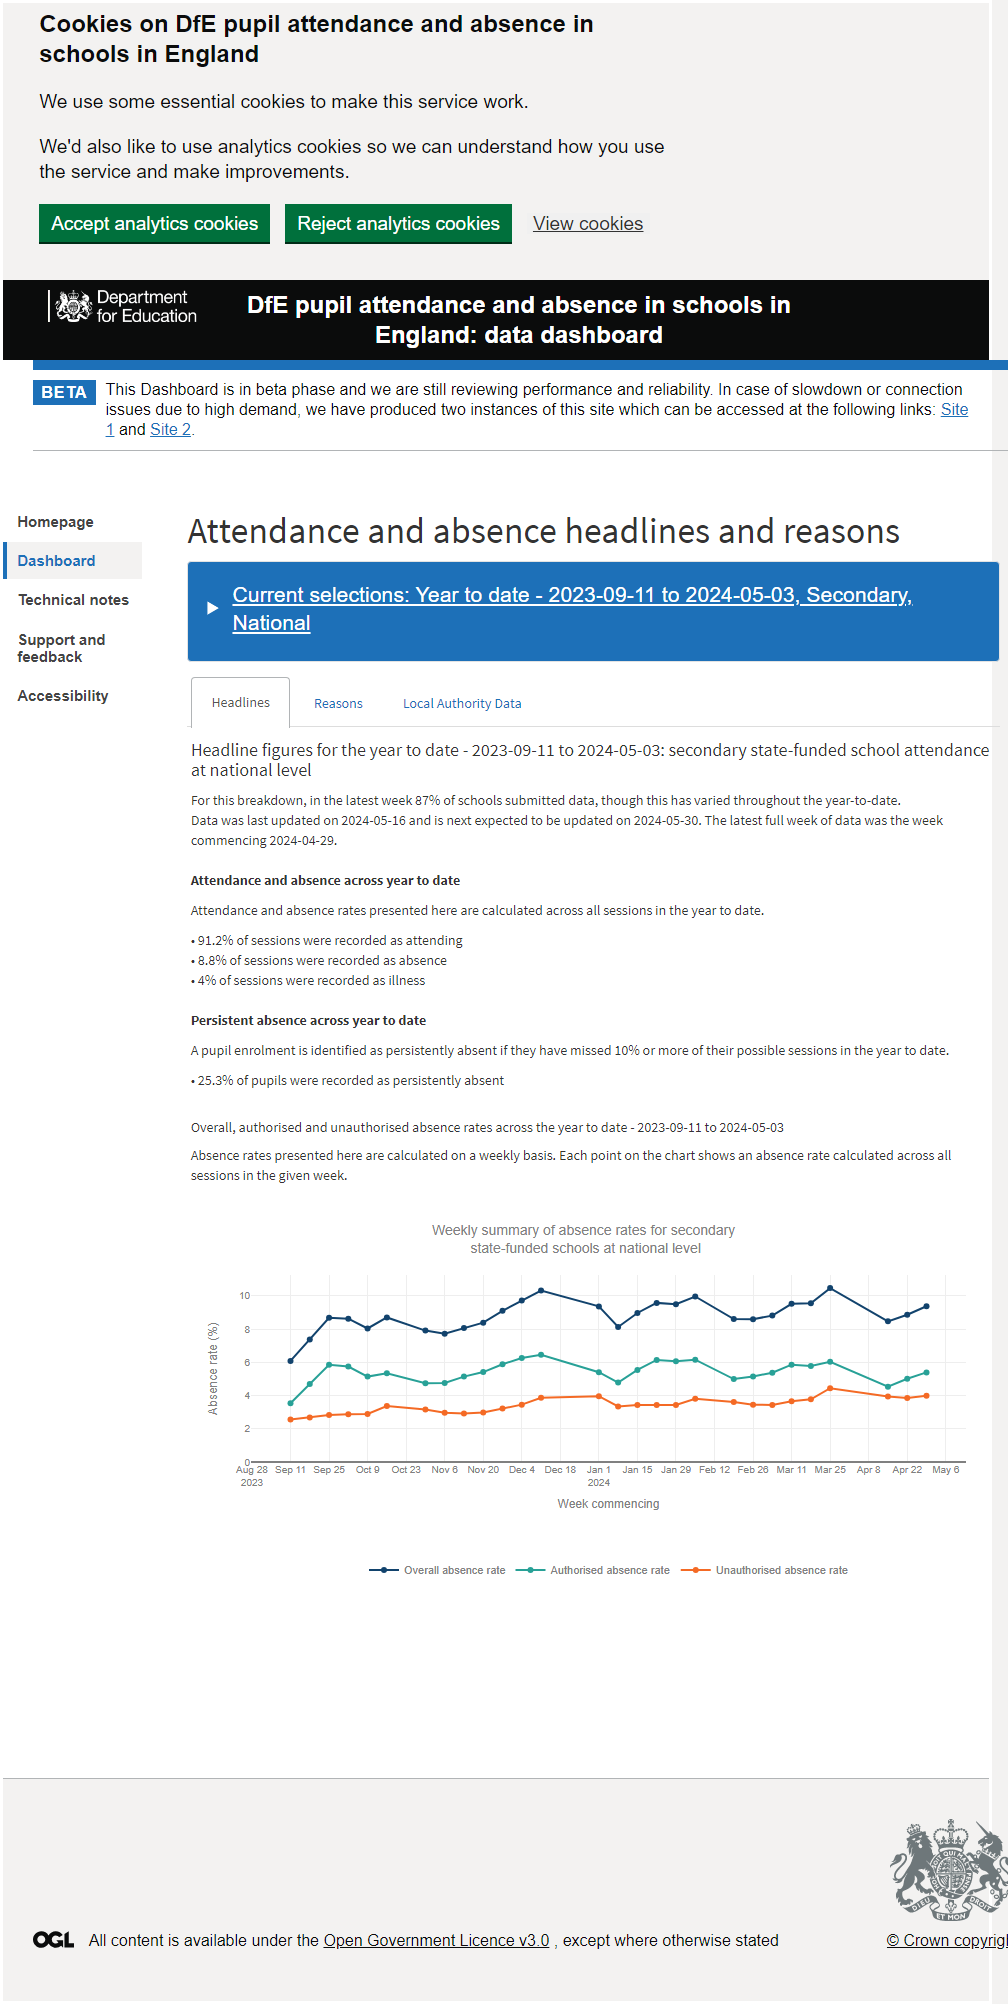 Cookies on DfE pupil attendance and absence in
schools in England
We use some essential cookies to make this service work.
We'd also like to use analytics cookies so we can understand how you use
the service and make improvements.
Accept analytics cookies
Reject analytics cookies
View cookies
Department
for Education
DfE pupil attendance and absence in schools in
England: data dashboard
BETA
This Dashboard is in beta phase and we are still reviewing performance and reliability. In case of slowdown or connection
issues due to high demand, we have produced two instances of this site which can be accessed at the following links: Site
1 and Site 2.
Homepage
Dashboard
Technical notes
Support and
feedback
Accessibility
Attendance and absence headlines and reasons
Current selections: Year to date - 2023-09-11 to 2024-05-03, Secondary,
National
Headlines
Reasons
Local Authority Data
Headline figures for the year to date - 2023-09-11 to 2024-05-03: secondary state-funded school attendance
at national level
For this breakdown, in the latest week 87% of schools submitted data, though this has varied throughout the year-to-date.
Data was last updated on 2024-05-16 and is next expected to be updated on 2024-05-30. The latest full week of data was the week
commencing 2024-04-29.
Attendance and absence across year to date
Attendance and absence rates presented here are calculated across all sessions in the year to date.
• 91.2% of sessions were recorded as attending
• 8.8% of sessions were recorded as absence
• 4% of sessions were recorded as illness
Persistent absence across year to date
A pupil enrolment is identified as persistently absent if they have missed 10% or more of their possible sessions in the year to date.
• 25.3% of pupils were recorded as persistently absent
Overall, authorised and unauthorised absence rates across the year to date - 2023-09-11 to 2024-05-03
Absence rates presented here are calculated on a weekly basis. Each point on the chart shows an absence rate calculated across all
sessions in the given week.
Weekly summary of absence rates for secondary
state-funded schools at national level
Absence rate (%)
10
8
6
4
2
0
Aug 28 Sep 11 Sep 25 Oct 9 Oct 23 Nov 6 Nov 20 Dec 4 Dec 18 Jan 1 Jan 15 Jan 29 Feb 12 Feb 26 Mar 11 Mar 25 Apr 8 Apr 22 May 6
2023 2024
Week commencing
Overall absence rate
Authorised absence rate
Unauthorised absence rate
DIEU ET MON DROIT
OGL
All content is available under the Open Government Licence v3.0 , except where otherwise stated
© Crown copyrigh